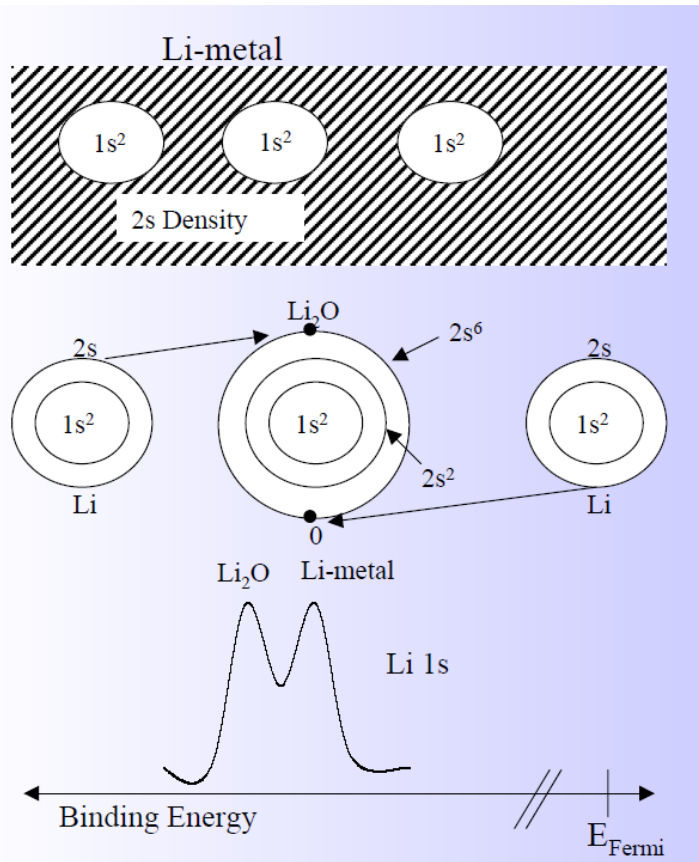 Li-metal
1s² 1s² 1s²
2s Density
Li₂O
2s⁶
2s 2s
1s² 1s² 1s²
2s²
Li Li
0
Li₂O Li-metal
Li 1s
Binding Energy
E_Fermi